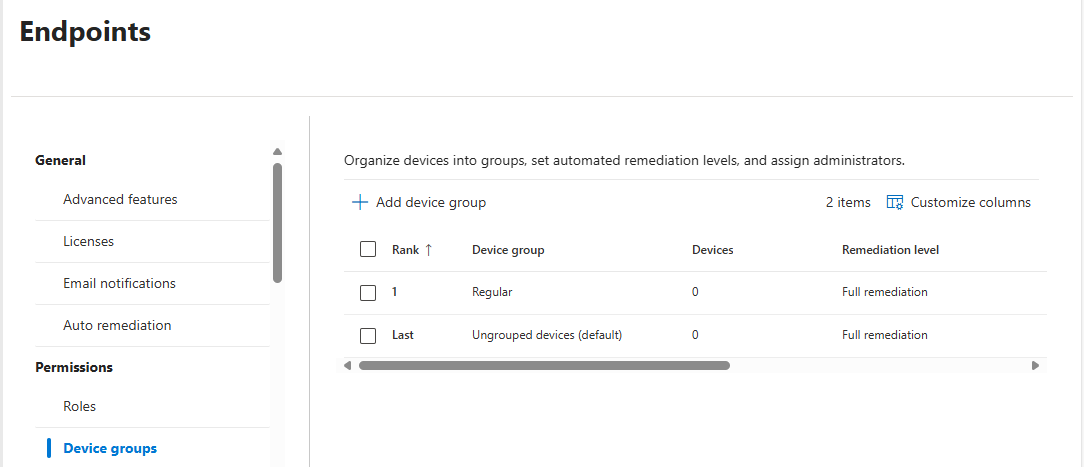 Endpoints
General
Advanced features
Licenses
Email notifications
Auto remediation
Permissions
Roles
Device groups
Organize devices into groups, set automated remediation levels, and assign administrators.
Add device group 2 items Customize columns
Rank ↑ Device group Devices Remediation level
1 Regular 0 Full remediation
Last Ungrouped devices (default) 0 Full remediation